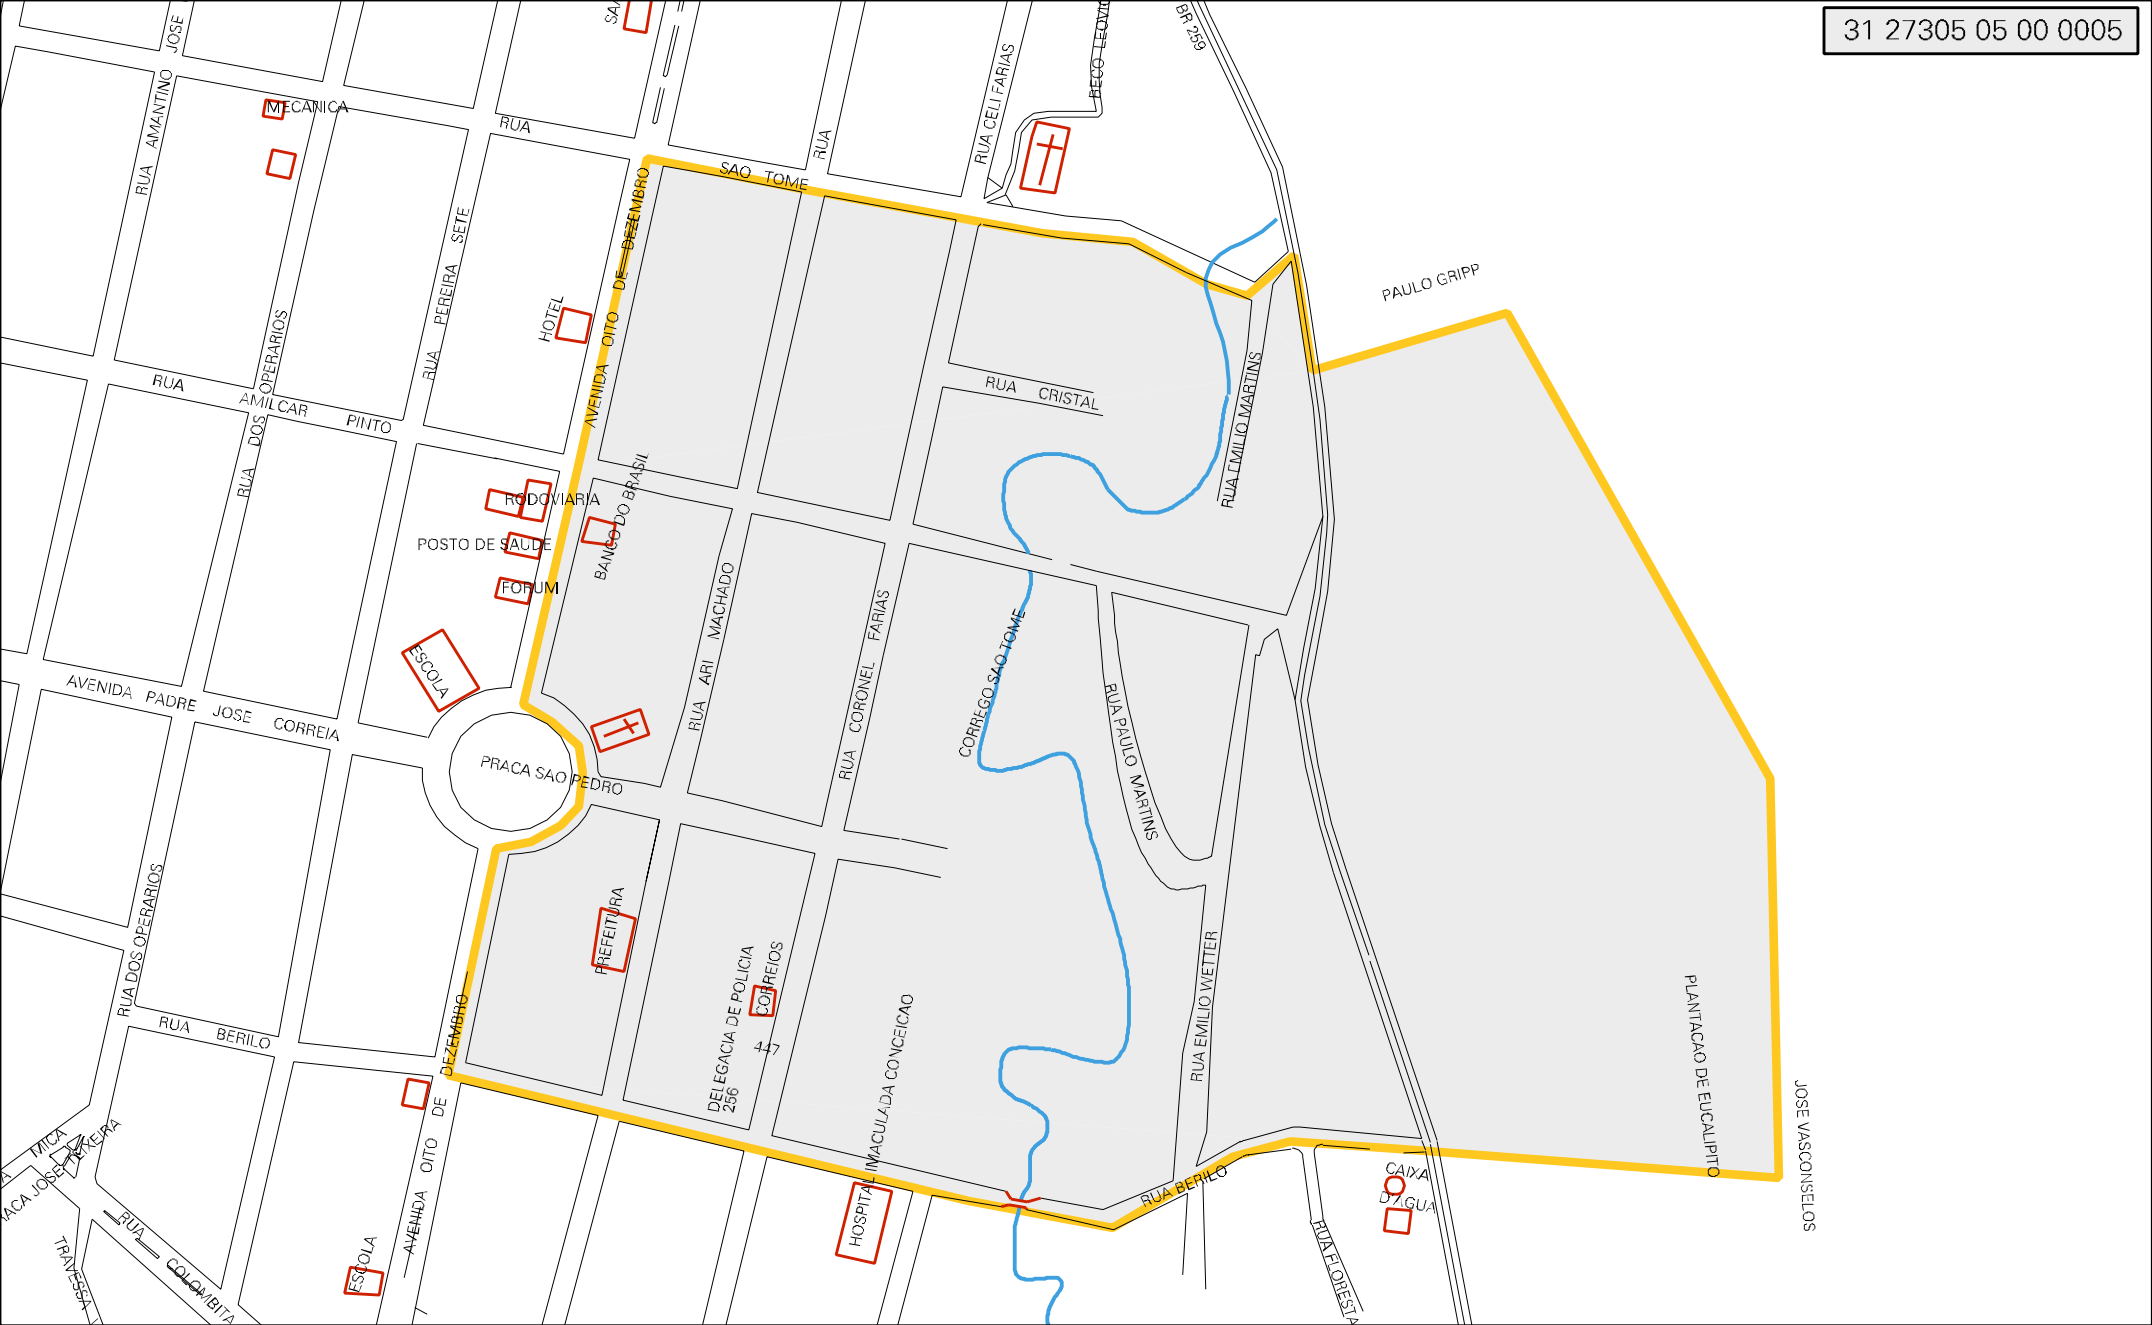 31 27305 05 00 0005
BR 259
RUA AMANTINO JOSE
MECANICA
RUA
SAO TOME
RUA
RUA CELI FARIAS
RUA PEREIRA SETE
HOTEL
AVENIDA OITO DE DEZEMBRO
PAULO GRIPP
RUA DOS OPERARIOS
RUA AMILCAR PINTO
RUA CRISTAL
RUA EMILIO MARTINS
RODOVIARIA
BANCO DO BRASIL
POSTO DE SAUDE
FORUM
ESCOLA
RUA ARI MACHADO
RUA CORONEL FARIAS
CORREGO SAO TOME
RUA PAULO MARTINS
AVENIDA PADRE JOSE CORREIA
PRACA SAO PEDRO
RUA DOS OPERARIOS
PREFEITURA
DELEGACIA DE POLICIA
256
CORREIOS
447
RUA EMILIO WETTER
PLANTACAO DE EUCALIPITO
JOSE VASCONSELOS
RUA BERILO
AVENIDA OITO DE DEZEMBRO
HOSPITAL IMACULADA CONCEICAO
RUA BERILO
CAIXA
D'AGUA
RUA FLORESTA
MICA
JOSE TEIXEIRA
RUA COLOMBITA
TRAVESSA
ESCOLA